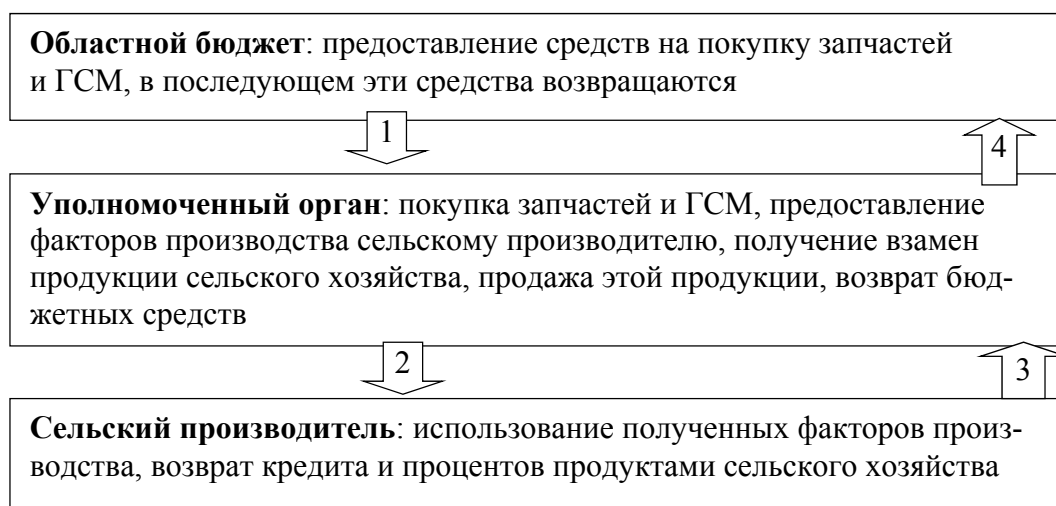 Областной бюджет: предоставление средств на покупку запчастей
и ГСМ, в последующем эти средства возвращаются
1
4
Уполномоченный орган: покупка запчастей и ГСМ, предоставление
факторов производства сельскому производителю, получение взамен
продукции сельского хозяйства, продажа этой продукции, возврат бюд-
жетных средств
2
3
Сельский производитель: использование полученных факторов произ-
водства, возврат кредита и процентов продуктами сельского хозяйства